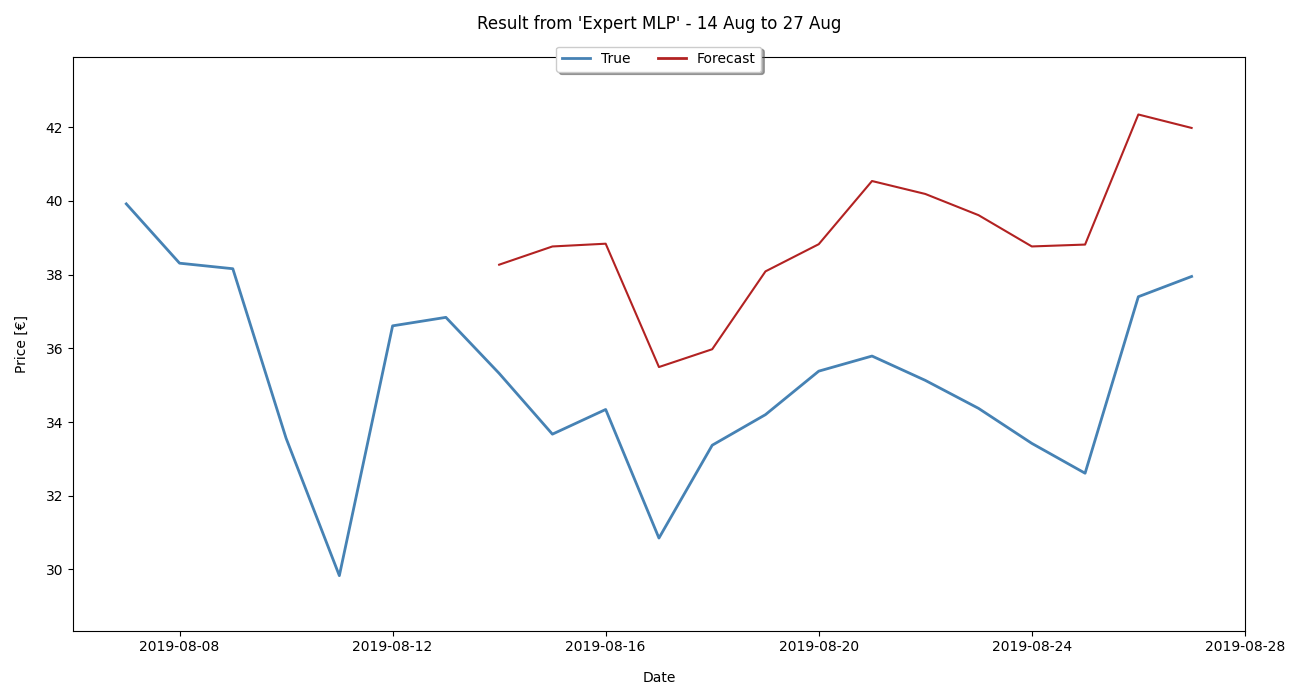 Result from 'Expert MLP' - 14 Aug to 27 Aug
True Forecast
42
40
38
36
34
32
30
Price [€]
2019-08-08 2019-08-12 2019-08-16 2019-08-20 2019-08-24 2019-08-28
Date